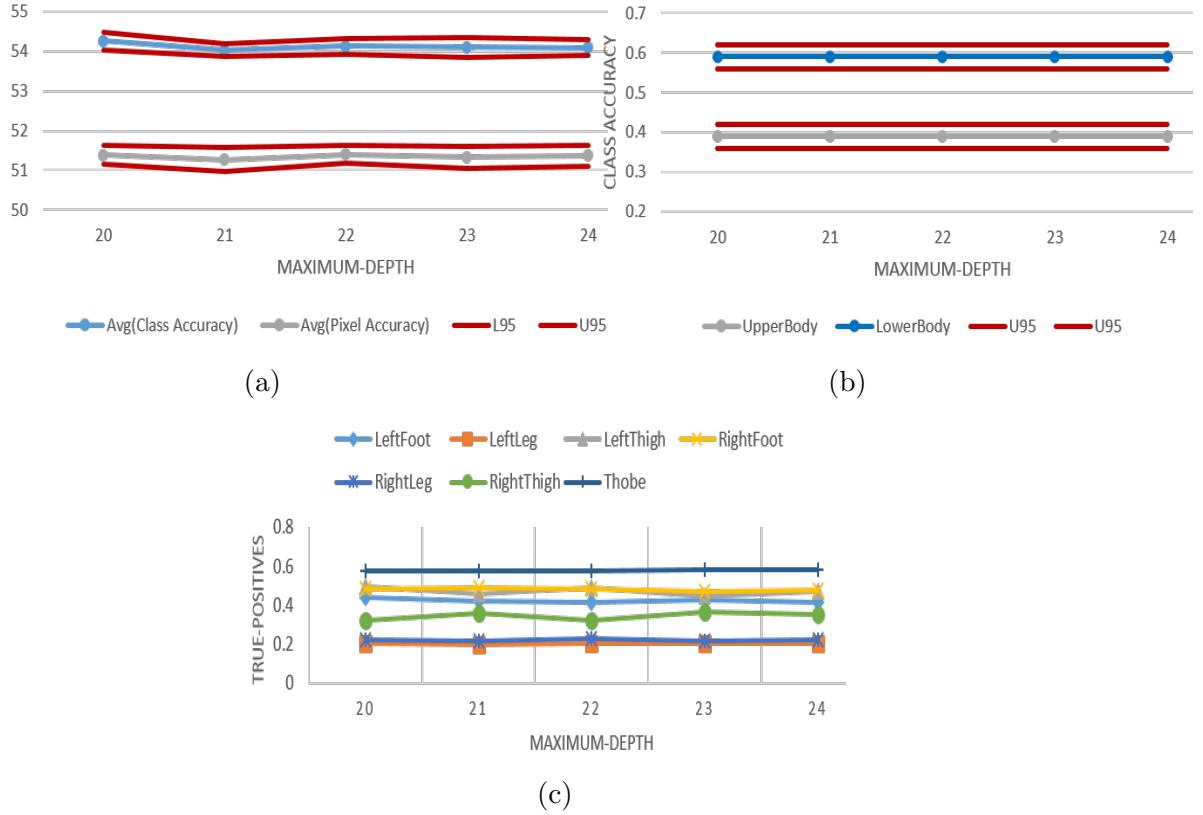 55
54
53
52
51
50
20 21 22 23 24
MAXIMUM-DEPTH
Avg(Class Accuracy) Avg(Pixel Accuracy) L95 U95
(a)
0.7
0.6
0.5
0.4
0.3
0.2
CLASS ACCURACY
20 21 22 23 24
MAXIMUM-DEPTH
UpperBody LowerBody U95 U95
(b)
LeftFoot LeftLeg LeftThigh RightFoot
RightLeg RightThigh Thobe
0.8
0.6
0.4
0.2
0
TRUE-POSITIVES
20 21 22 23 24
MAXIMUM-DEPTH
(c)